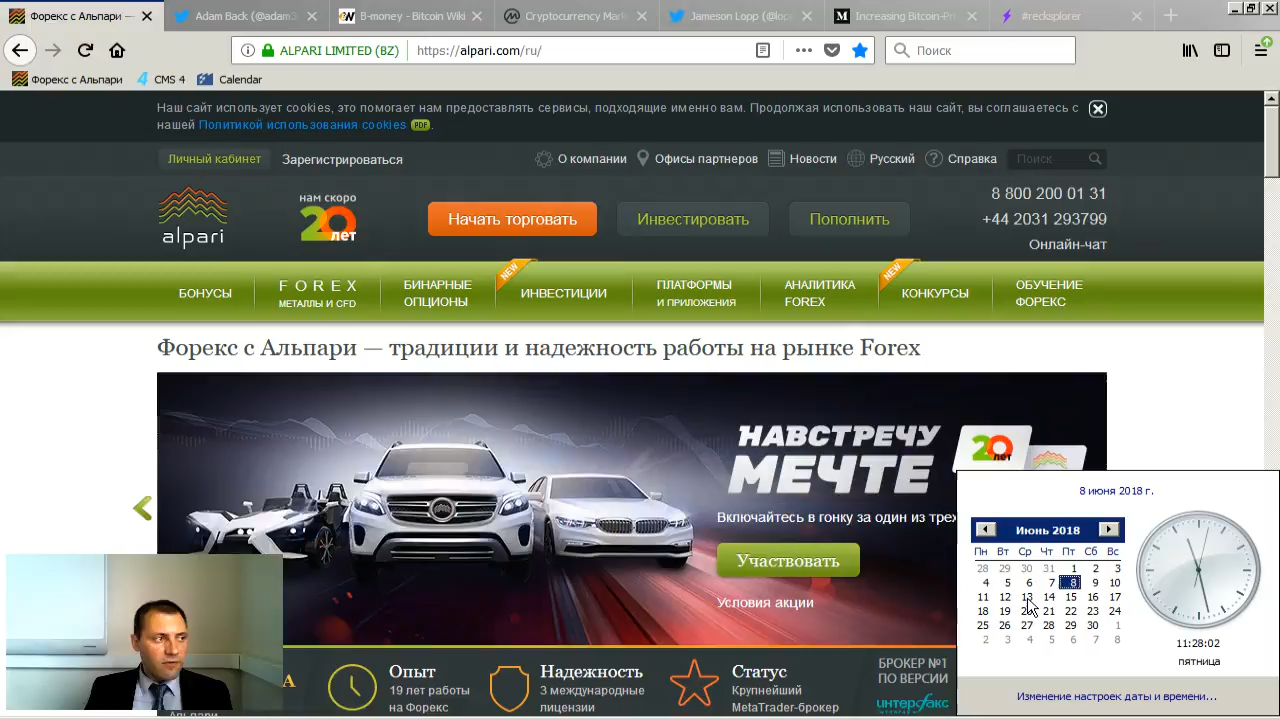 Форекс с Альпари —
Adam Back (@adam3
B-money - Bitcoin Wiki
Cryptocurrency Mar
Jameson Lopp (@lo
Increasing Bitcoin-Pri
#recksplorer
ALPARI LIMITED (BZ)
https://alpari.com/ru/
Поиск
Форекс с Альпари
CMS 4
Calendar
Наш сайт использует cookies, это помогает нам предоставлять сервисы, подходящие именно вам. Продолжая использовать наш сайт, вы соглашаетесь с
нашей Политикой использования cookies PDF.
Личный кабинет
Зарегистрироваться
О компании
Офисы партнеров
Новости
Русский
Справка
Поиск
alpari
нам скоро
20 лет
Начать торговать
Инвестировать
Пополнить
8 800 200 01 31
+44 2031 293799
Онлайн-чат
БОНУСЫ
FOREX
МЕТАЛЛЫ И CFD
БИНАРНЫЕ
ОПЦИОНЫ
NEW
ИНВЕСТИЦИИ
ПЛАТФОРМЫ
И ПРИЛОЖЕНИЯ
АНАЛИТИКА
FOREX
NEW
КОНКУРСЫ
ОБУЧЕНИЕ
ФОРЕКС
Форекс с Альпари — традиции и надежность работы на рынке Forex
НАВСТРЕЧУ
МЕЧТЕ
20 лет
Включайтесь в гонку за один из трех
Участвовать
Условия акции
Опыт
19 лет работы
на Форекс
Надежность
3 международные
лицензии
Статус
Крупнейший
MetaTrader-брокер
БРОКЕР №1
ПО ВЕРСИИ
интерфакс
А
Альпари
8 июня 2018 г.
Июнь 2018
Пн Вт Ср Чт Пт Сб Вс
28 29 30 31 1 2 3
4 5 6 7 8 9 10
11 12 13 14 15 16 17
18 19 20 21 22 23 24
25 26 27 28 29 30 1
2 3 4 5 6 7 8
11:28:02
пятница
Изменение настроек даты и времени...